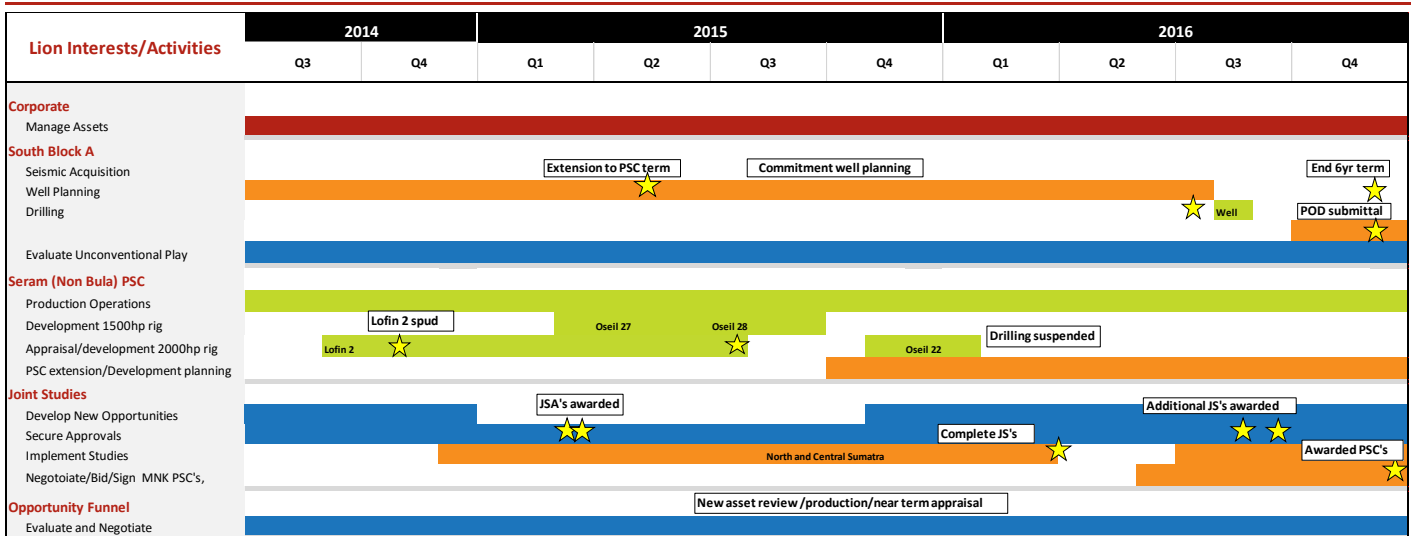 Lion Interests/Activities
2014 2015 2016
Q3 Q4 Q1 Q2 Q3 Q4 Q1 Q2 Q3 Q4
Corporate
Manage Assets
South Block A
Seismic Acquisition
Extension to PSC term
Commitment well planning
End 6yr term
Well Planning
Drilling
Well
POD submittal
Evaluate Unconventional Play
Seram (Non Bula) PSC
Production Operations
Lofin 2 spud
Development 1500hp rig
Oseil 27
Oseil 28
Drilling suspended
Appraisal/development 2000hp rig
Lofin 2
Oseil 22
PSC extension/Development planning
Joint Studies
JSA's awarded
Additional JS's awarded
Develop New Opportunities
Secure Approvals
Complete JS's
Implement Studies
North and Central Sumatra
Awarded PSC's
Negotoiate/Bid/Sign MNK PSC's,
New asset review /production/near term appraisal
Opportunity Funnel
Evaluate and Negotiate